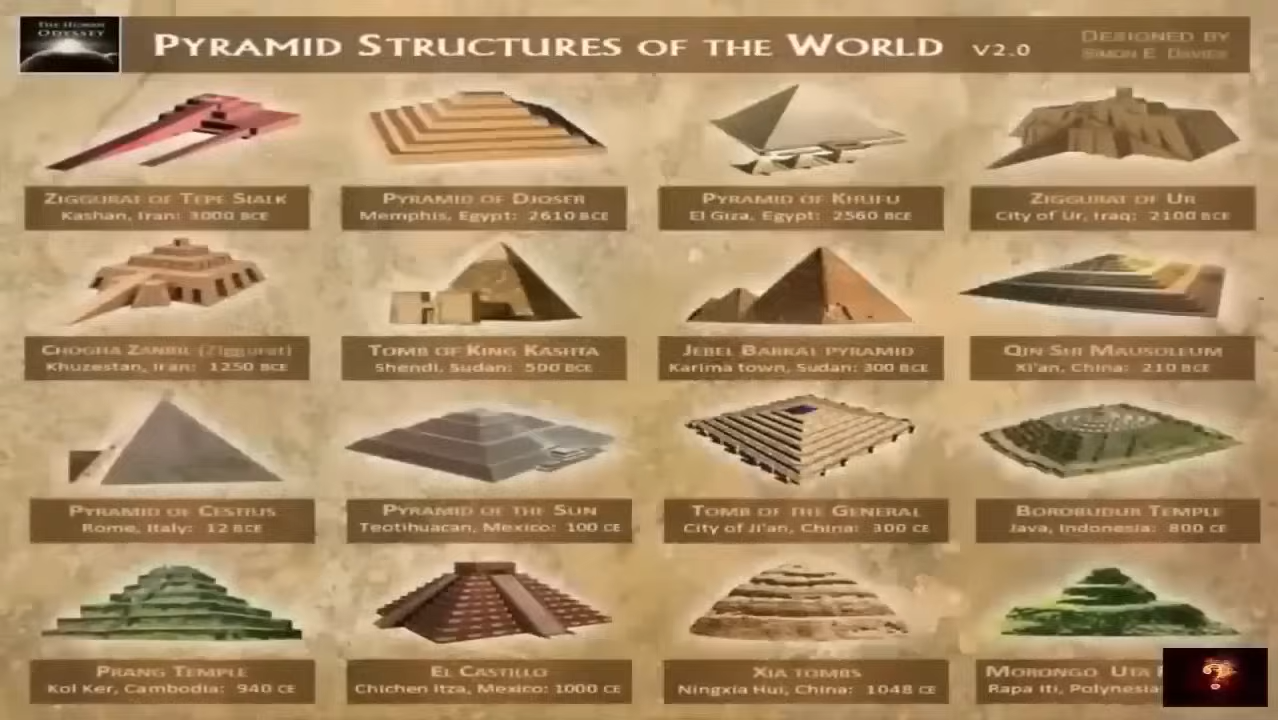 THE HUMAN
ODYSSEY
PYRAMID STRUCTURES OF THE WORLD V2.0
DESIGNED BY
SIMON E DAVIES
ZIGGURAT OF TEPE SIALK
Kashan, Iran: 3000 BCE
PYRAMID OF DJOSER
Memphis, Egypt: 2610 BCE
PYRAMID OF KHUFU
El Giza, Egypt: 2560 BCE
ZIGGURAT OF UR
City of Ur, Iraq: 2100 BCE
CHOGHA ZANBIL (Ziggurat)
Khuzestan, Iran: 1250 BCE
TOMB OF KING KASHTA
Shendi, Sudan: 500 BCE
JEBEL BARKAL PYRAMID
Karima town, Sudan: 300 BCE
QIN SHI MAUSOLEUM
Xi'an, China: 210 BCE
PYRAMID OF CESTIUS
Rome, Italy: 12 BCE
PYRAMID OF THE SUN
Teotihuacan, Mexico: 100 CE
TOMB OF THE GENERAL
City of Ji'an, China: 300 CE
BOROBUDUR TEMPLE
Java, Indonesia: 800 CE
PRANG TEMPLE
Kol Ker, Cambodia: 940 CE
EL CASTILLO
Chichen Itza, Mexico: 1000 CE
XIA TOMBS
Ningxia Hui, China: 1048 CE
MORONGO UTA
Rapa Iti, Polynesia